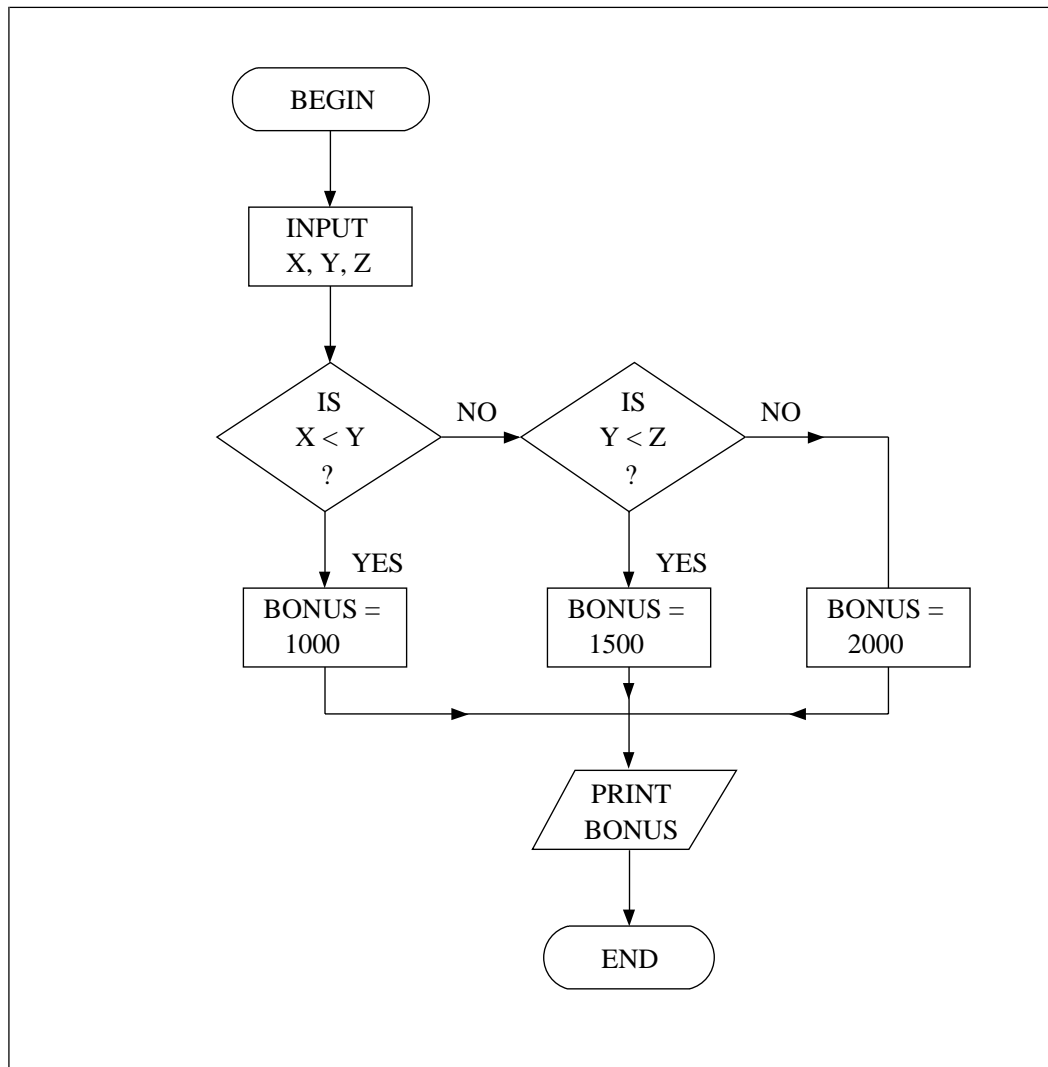 BEGIN
INPUT
X, Y, Z
IS
X < Y
?
NO
IS
Y < Z
?
NO
YES
YES
BONUS =
1000
BONUS =
1500
BONUS =
2000
PRINT
BONUS
END